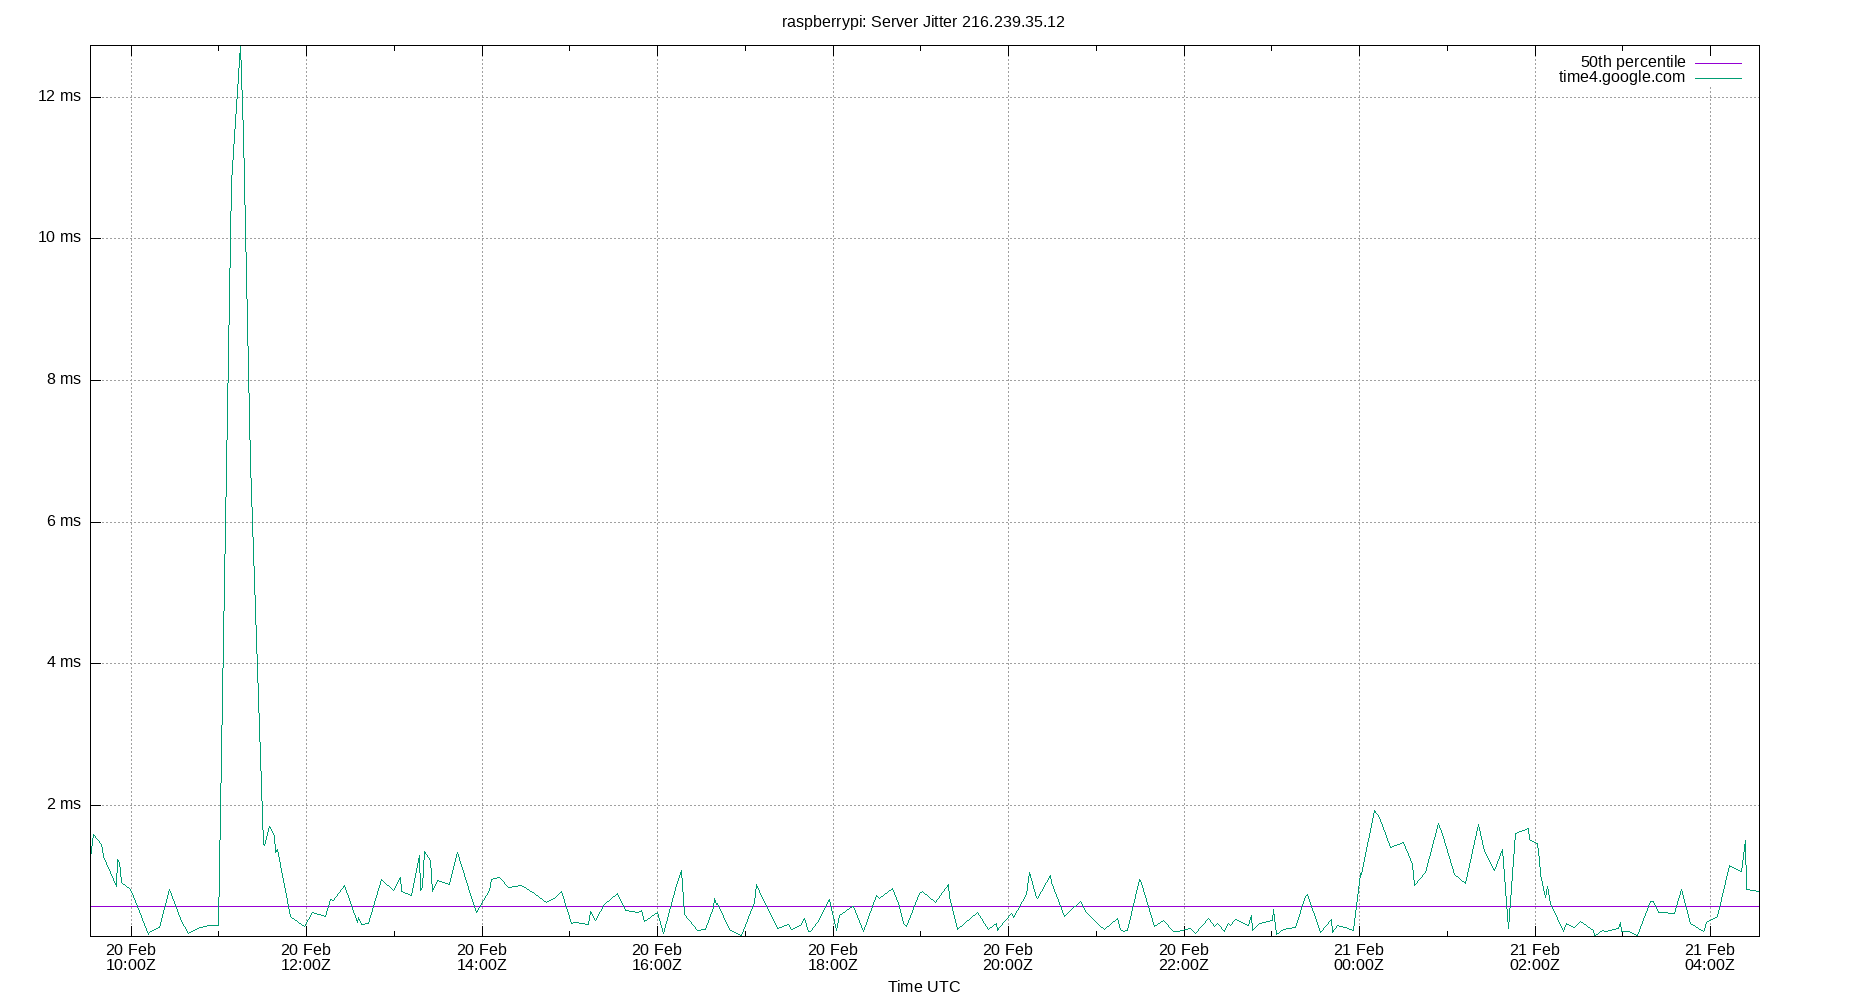 raspberrypi: Server Jitter 216.239.35.12
50th percentile
time4.google.com
12 ms
10 ms
8 ms
6 ms
4 ms
2 ms
20 Feb 20 Feb 20 Feb 20 Feb 20 Feb 20 Feb 20 Feb 21 Feb 21 Feb 21 Feb
10:00Z 12:00Z 14:00Z 16:00Z 18:00Z 20:00Z 22:00Z 00:00Z 02:00Z 04:00Z
Time UTC